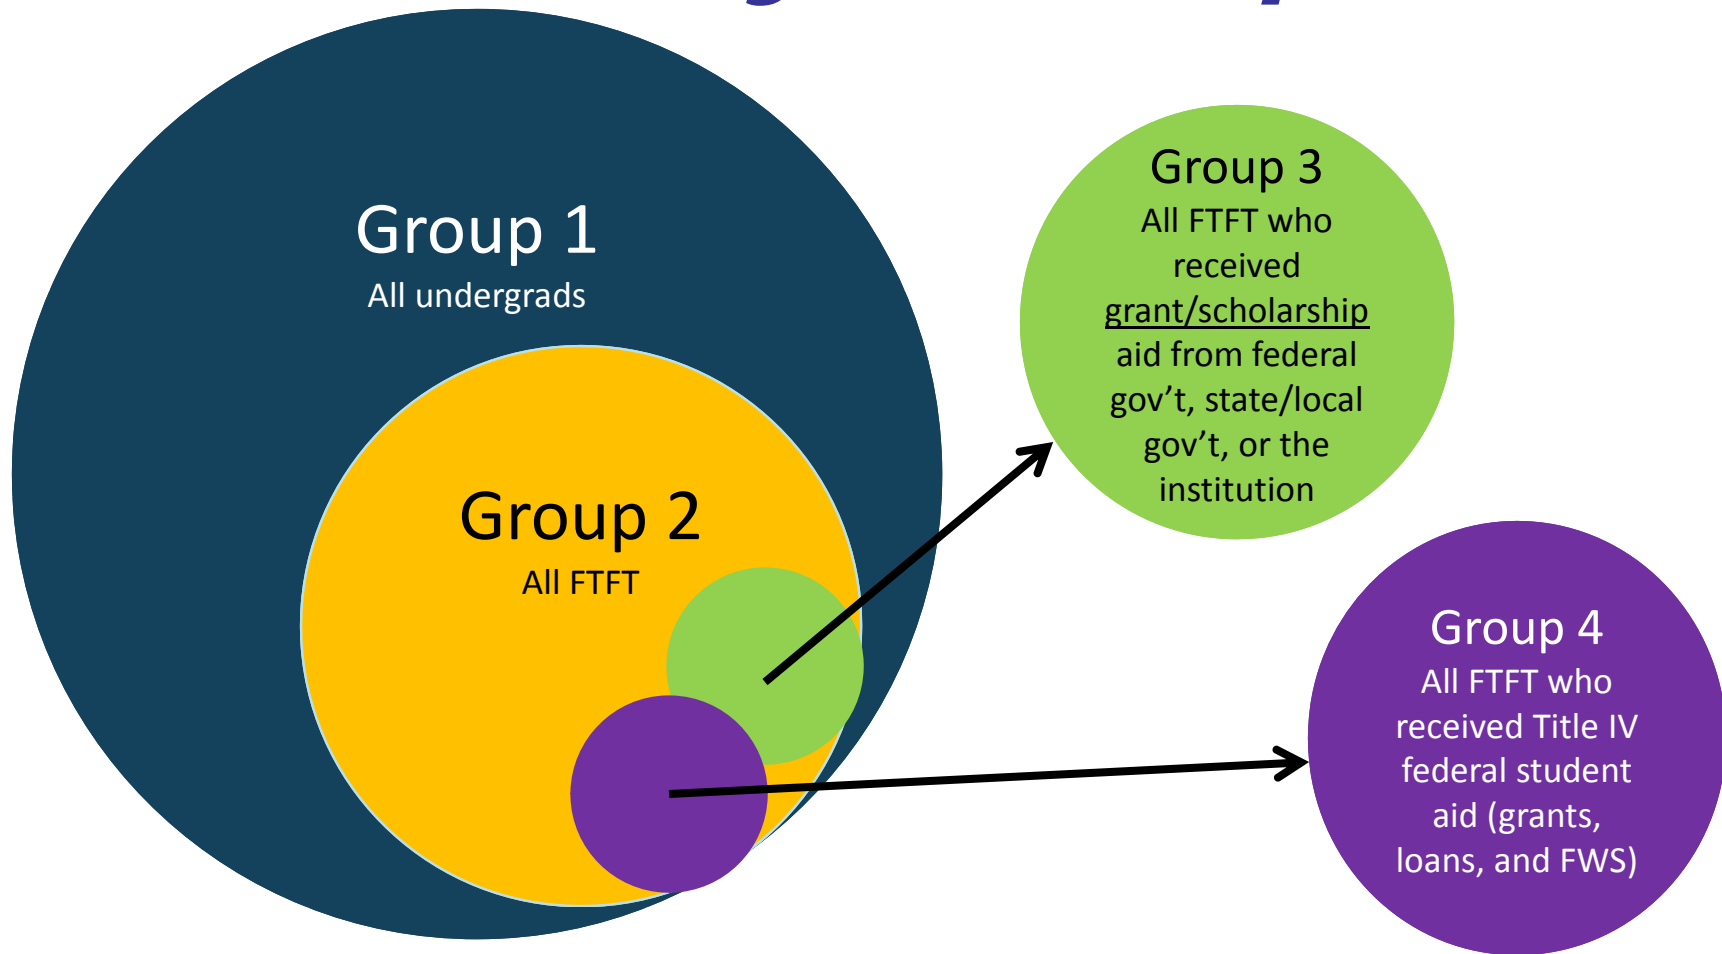 Group 1
All undergrads
Group 2
All FTFT
Group 3
All FTFT who
received
grant/scholarship
aid from federal
gov’t, state/local
gov’t, or the
institution
Group 4
All FTFT who
received Title IV
federal student
aid (grants,
loans, and FWS)